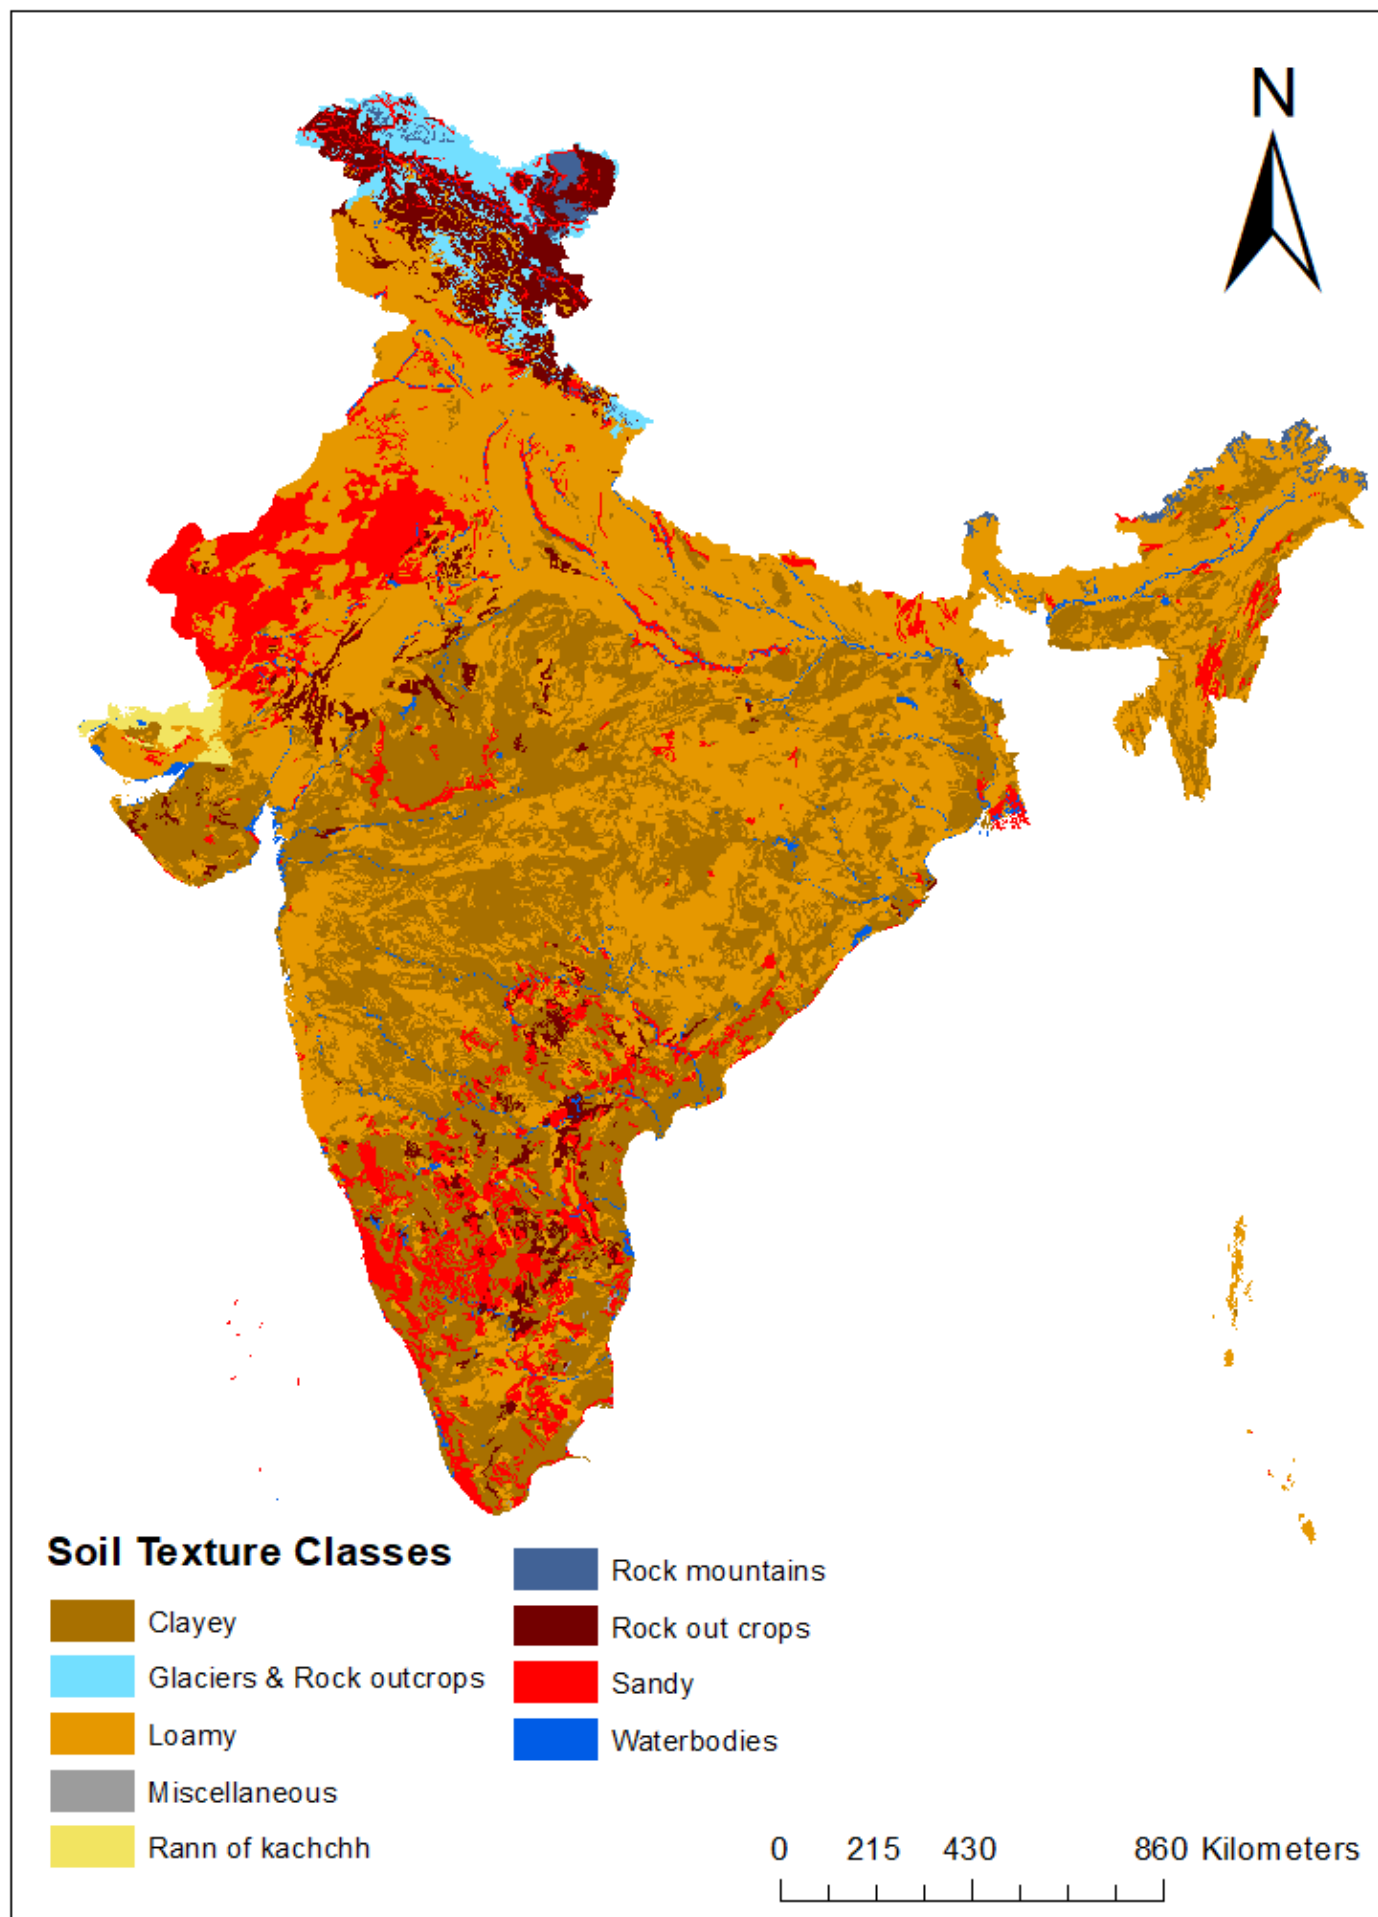 N
Soil Texture Classes
Clayey
Glaciers & Rock outcrops
Loamy
Miscellaneous
Rann of kachchh
Rock mountains
Rock out crops
Sandy
Waterbodies
0 215 430 860 Kilometers